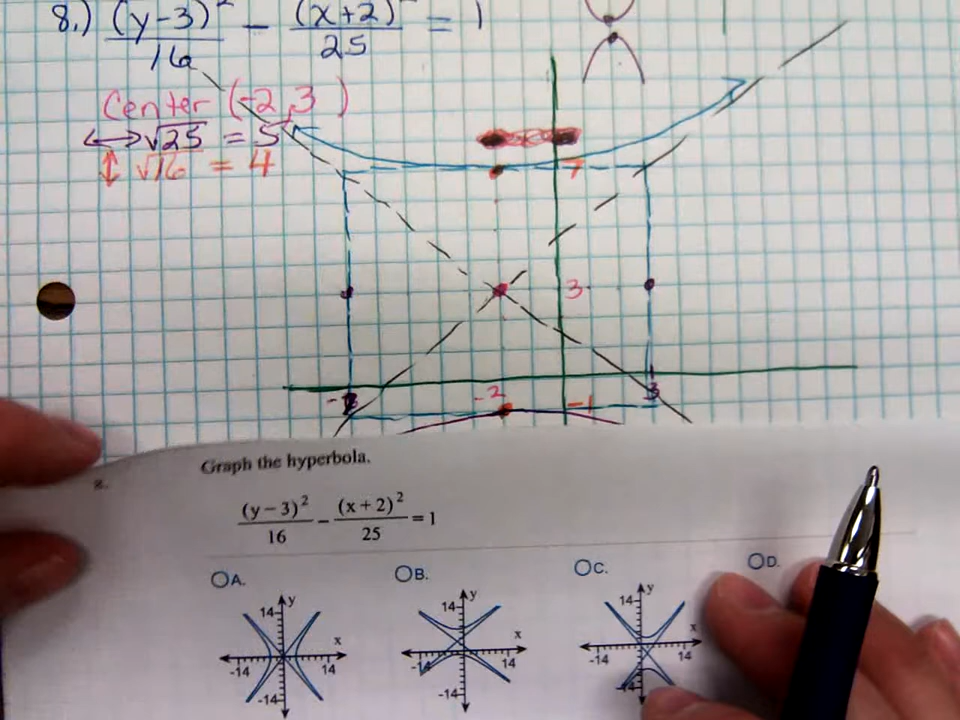 8.) (y-3)² / 16 − (x+2)² / 25 = 1
Center (-2,3)
↔ √25 = 5
↕ √16 = 4
7
3
-2
3
-1
8.
Graph the hyperbola.
(y − 3)² / 16 − (x + 2)² / 25 = 1
A.
B.
C.
D.
14 y
x
-14 14
-14
14 y
x
-14 14
-14
14 y
x
-14 14
-14